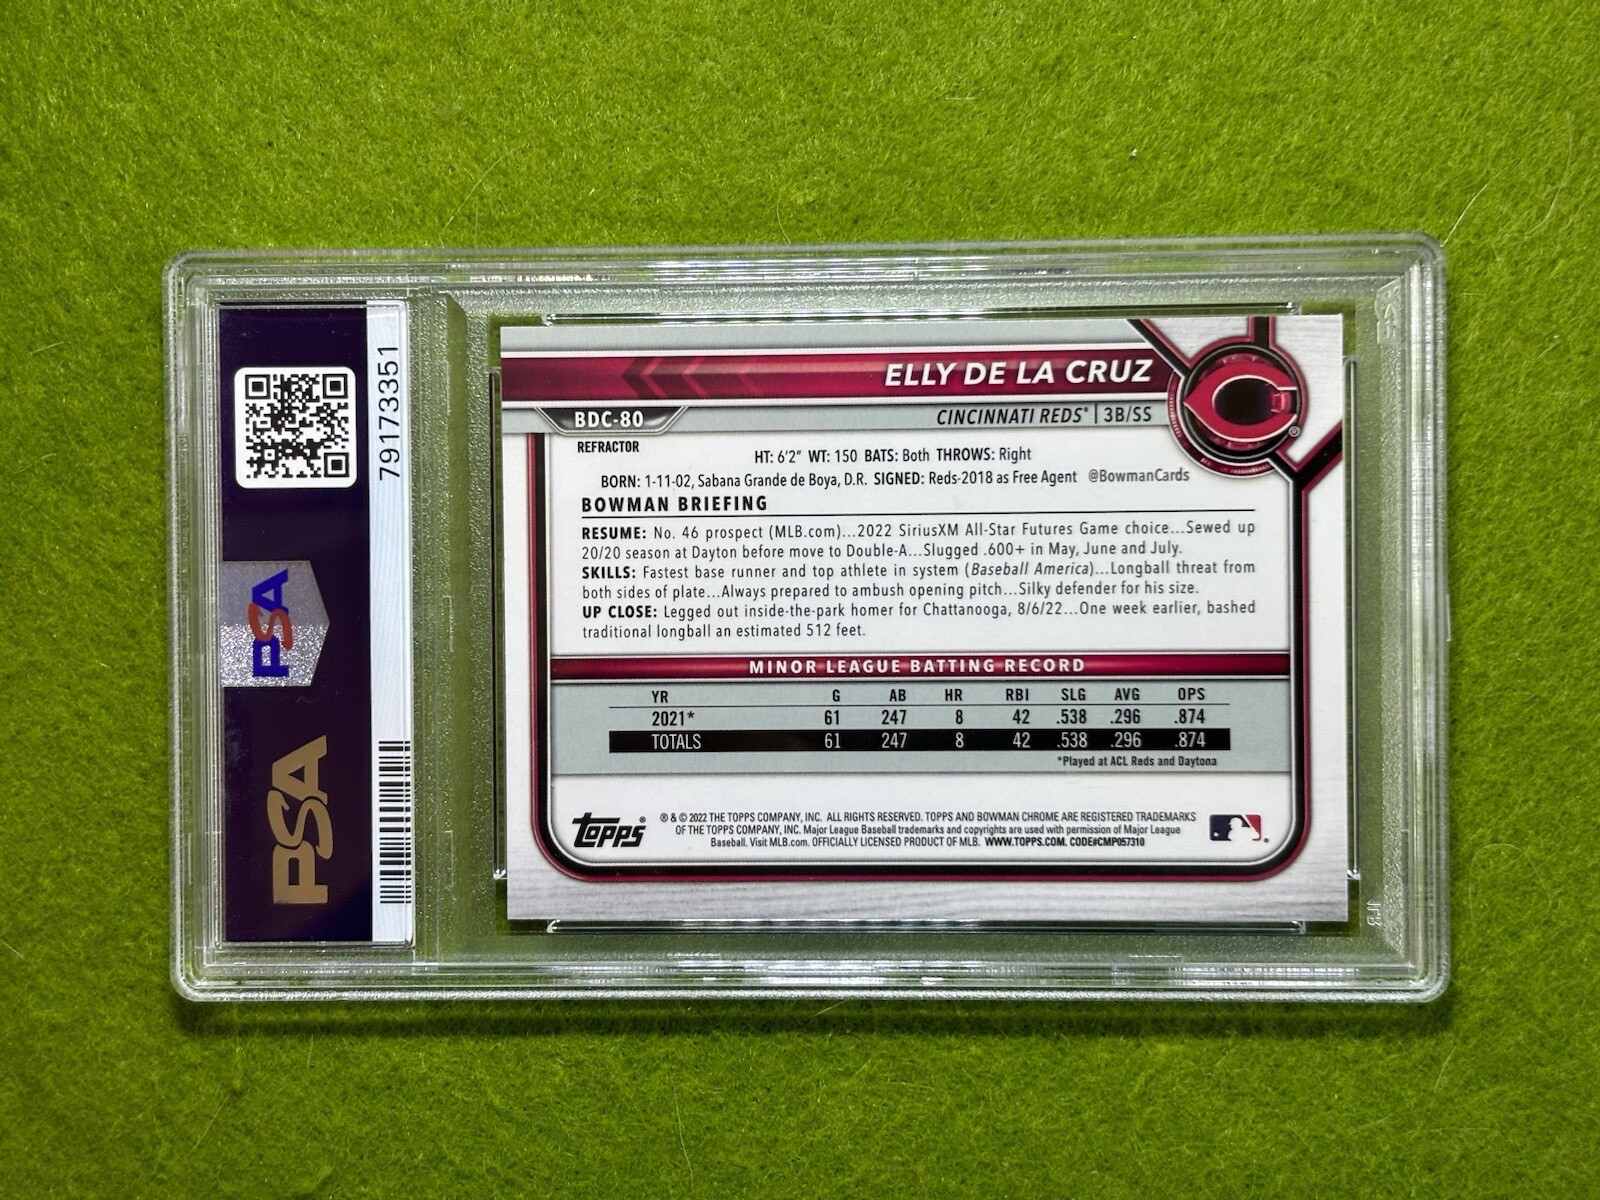 79173351
PSA
PSA
ELLY DE LA CRUZ
BDC-80
CINCINNATI REDS® | 3B/SS
REFRACTOR
HT: 6'2" WT: 150 BATS: Both THROWS: Right
BORN: 1-11-02, Sabana Grande de Boya, D.R. SIGNED: Reds-2018 as Free Agent @BowmanCards
BOWMAN BRIEFING
RESUME: No. 46 prospect (MLB.com)...2022 SiriusXM All-Star Futures Game choice...Sewed up
20/20 season at Dayton before move to Double-A...Slugged .600+ in May, June and July.
SKILLS: Fastest base runner and top athlete in system (Baseball America)...Longball threat from
both sides of plate...Always prepared to ambush opening pitch...Silky defender for his size.
UP CLOSE: Legged out inside-the-park homer for Chattanooga, 8/6/22...One week earlier, bashed
traditional longball an estimated 512 feet.
MINOR LEAGUE BATTING RECORD
YR G AB HR RBI SLG AVG OPS
2021* 61 247 8 42 .538 .296 .874
TOTALS 61 247 8 42 .538 .296 .874
*Played at ACL Reds and Daytona
Topps®
® & © 2022 THE TOPPS COMPANY, INC. ALL RIGHTS RESERVED. TOPPS AND BOWMAN CHROME ARE REGISTERED TRADEMARKS
OF THE TOPPS COMPANY, INC. Major League Baseball trademarks and copyrights are used with permission of Major League
Baseball. Visit MLB.com. OFFICIALLY LICENSED PRODUCT OF MLB. WWW.TOPPS.COM. CODE#CMP057310